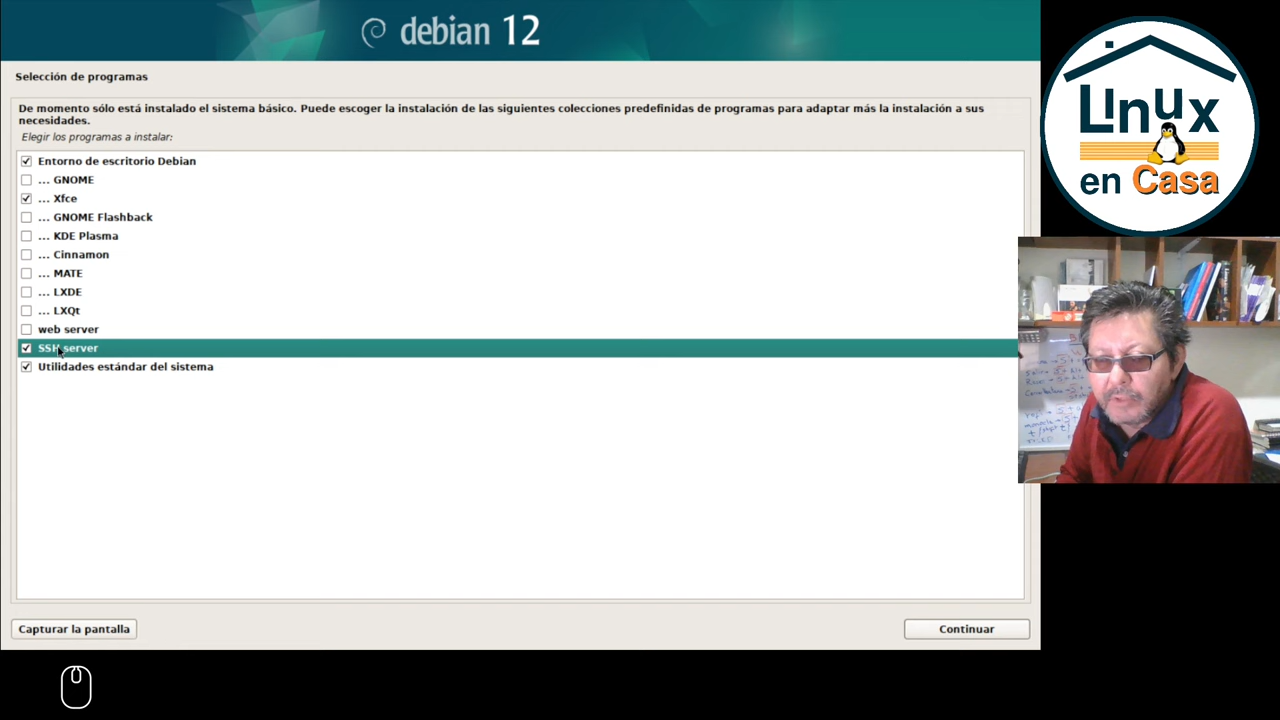 debian 12
Selección de programas
De momento sólo está instalado el sistema básico. Puede escoger la instalación de las siguientes colecciones predefinidas de programas para adaptar más la instalación a sus
necesidades.
Elegir los programas a instalar:
Entorno de escritorio Debian
... GNOME
... Xfce
... GNOME Flashback
... KDE Plasma
... Cinnamon
... MATE
... LXDE
... LXQt
web server
SSH server
Utilidades estándar del sistema
Capturar la pantalla
Continuar
Linux
en Casa